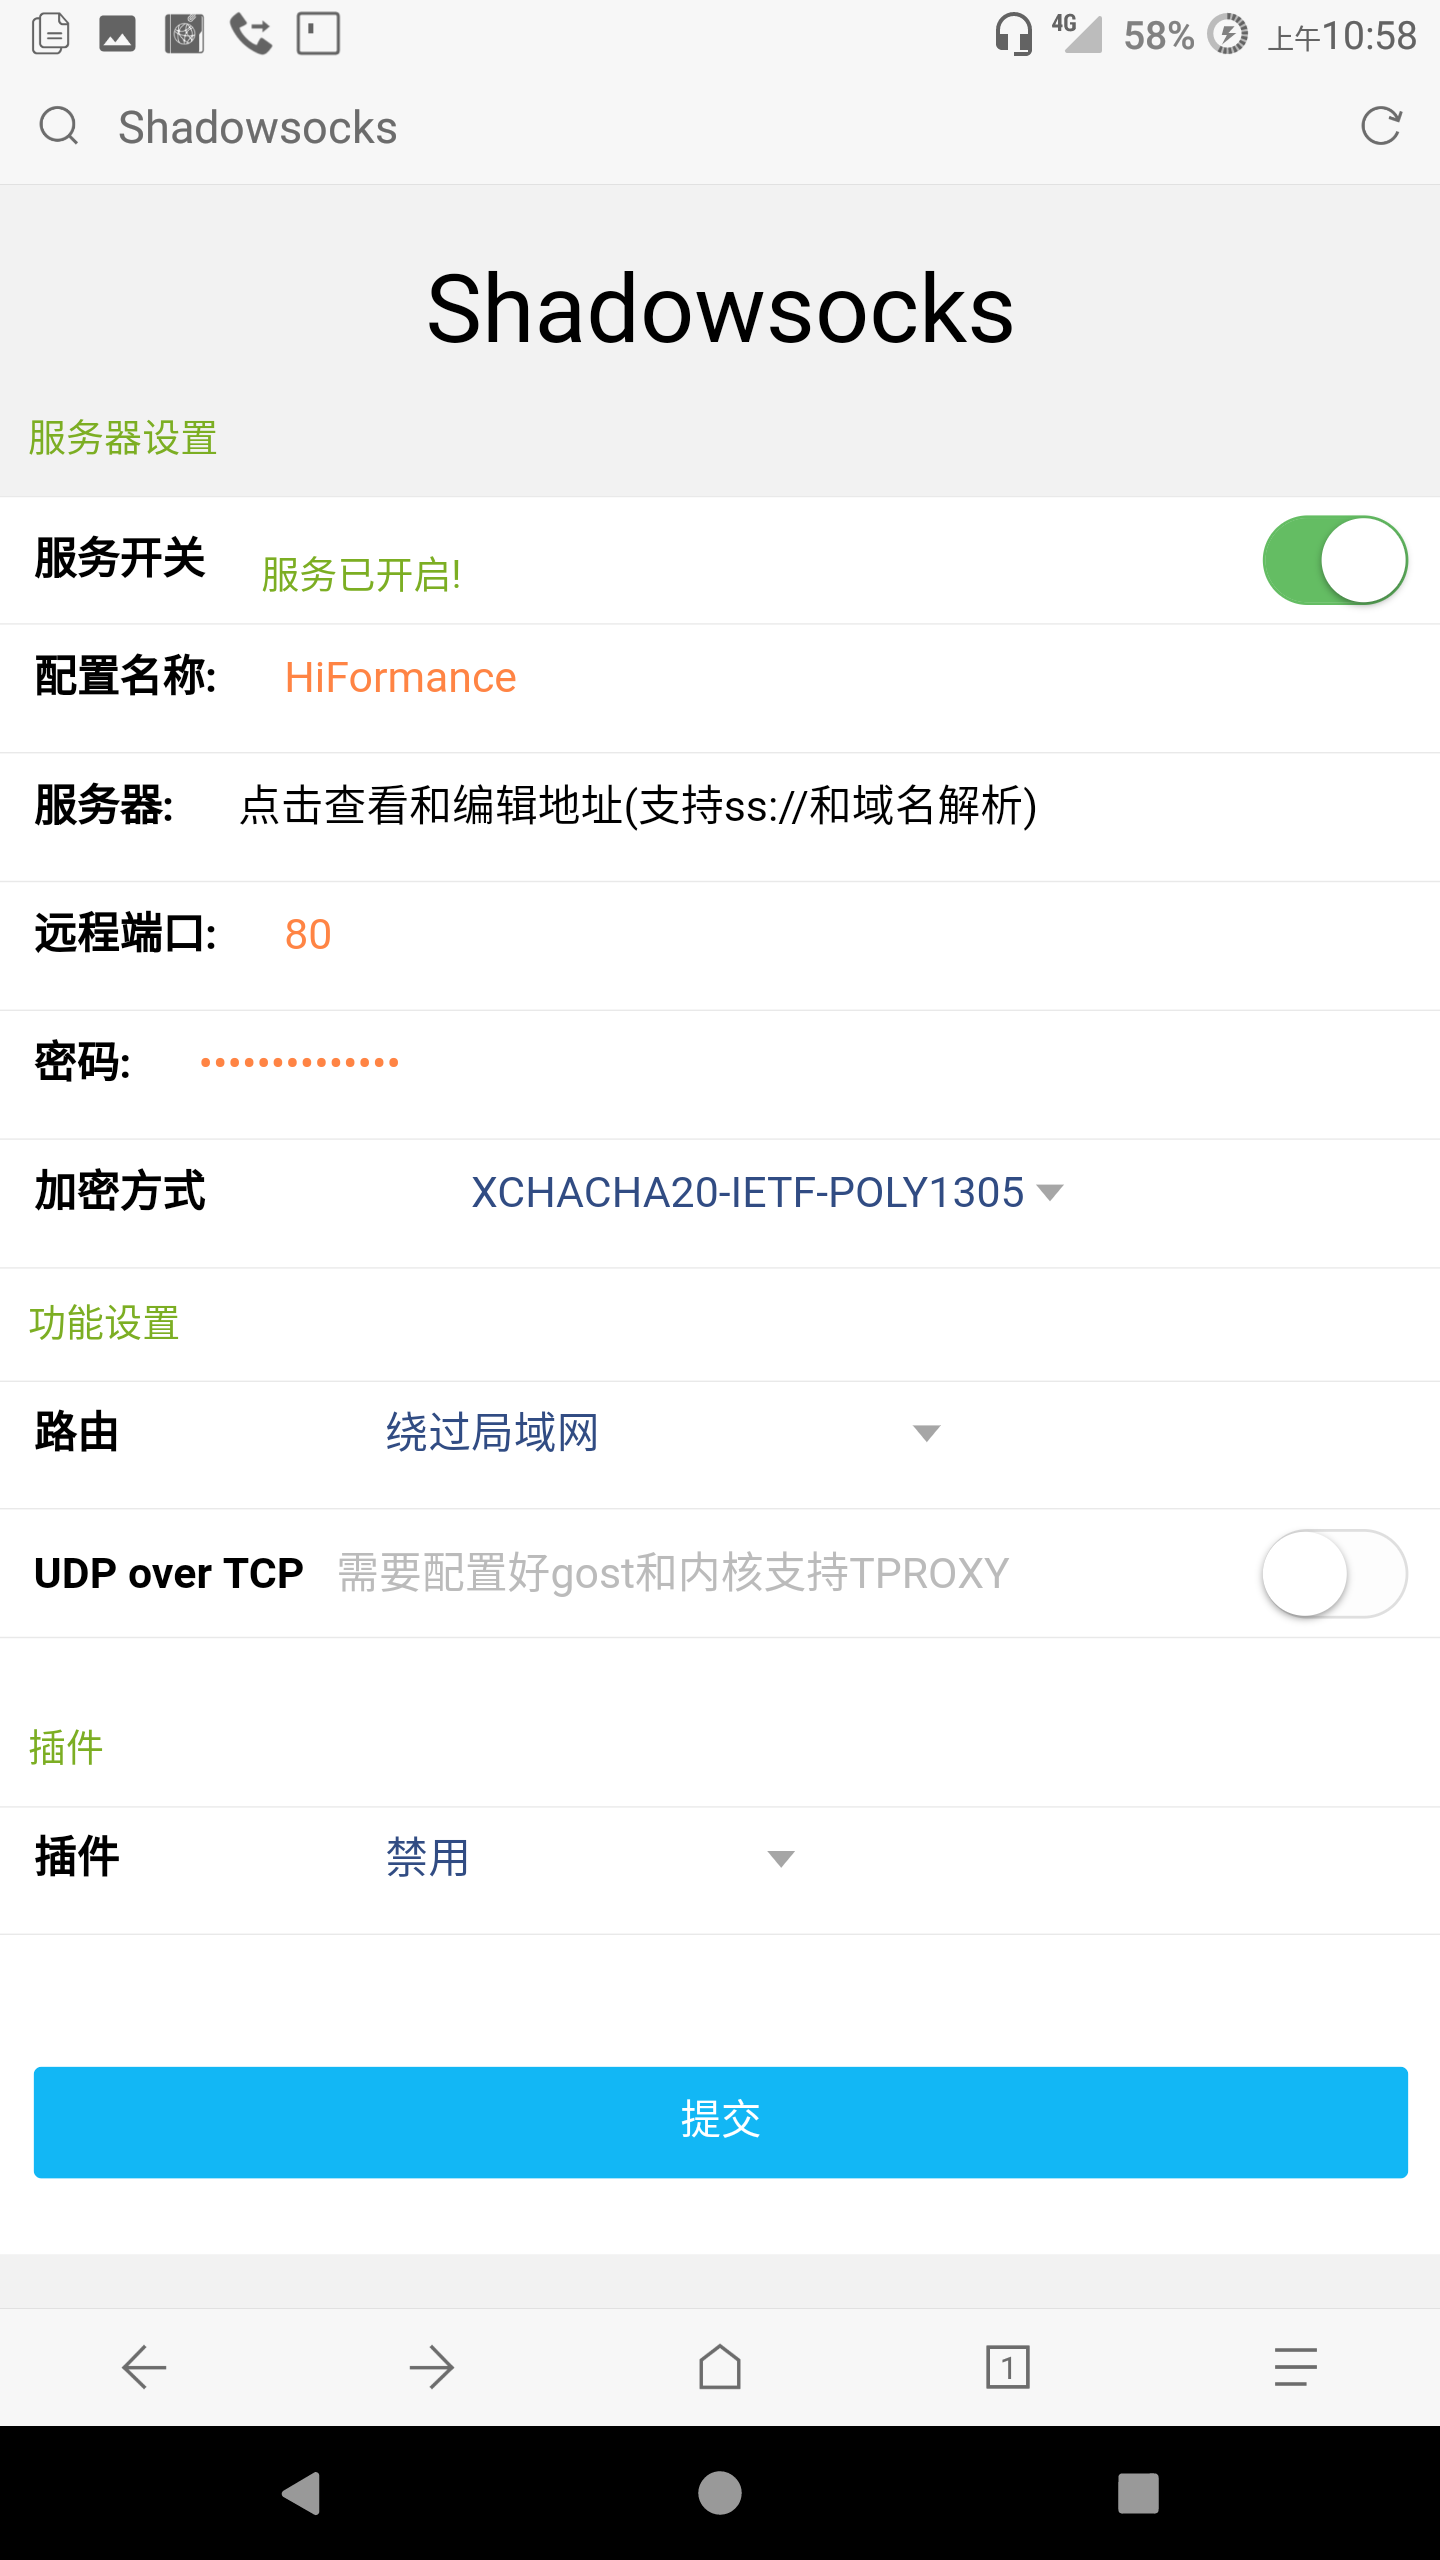 4G 58% 上午10:58
Shadowsocks
Shadowsocks
服务器设置
服务开关 服务已开启!
配置名称: HiFormance
服务器: 点击查看和编辑地址(支持ss://和域名解析)
远程端口: 80
密码: ••••••••••••••
加密方式 XCHACHA20-IETF-POLY1305
功能设置
路由 绕过局域网
UDP over TCP 需要配置好gost和内核支持TPROXY
插件
插件 禁用
提交
1